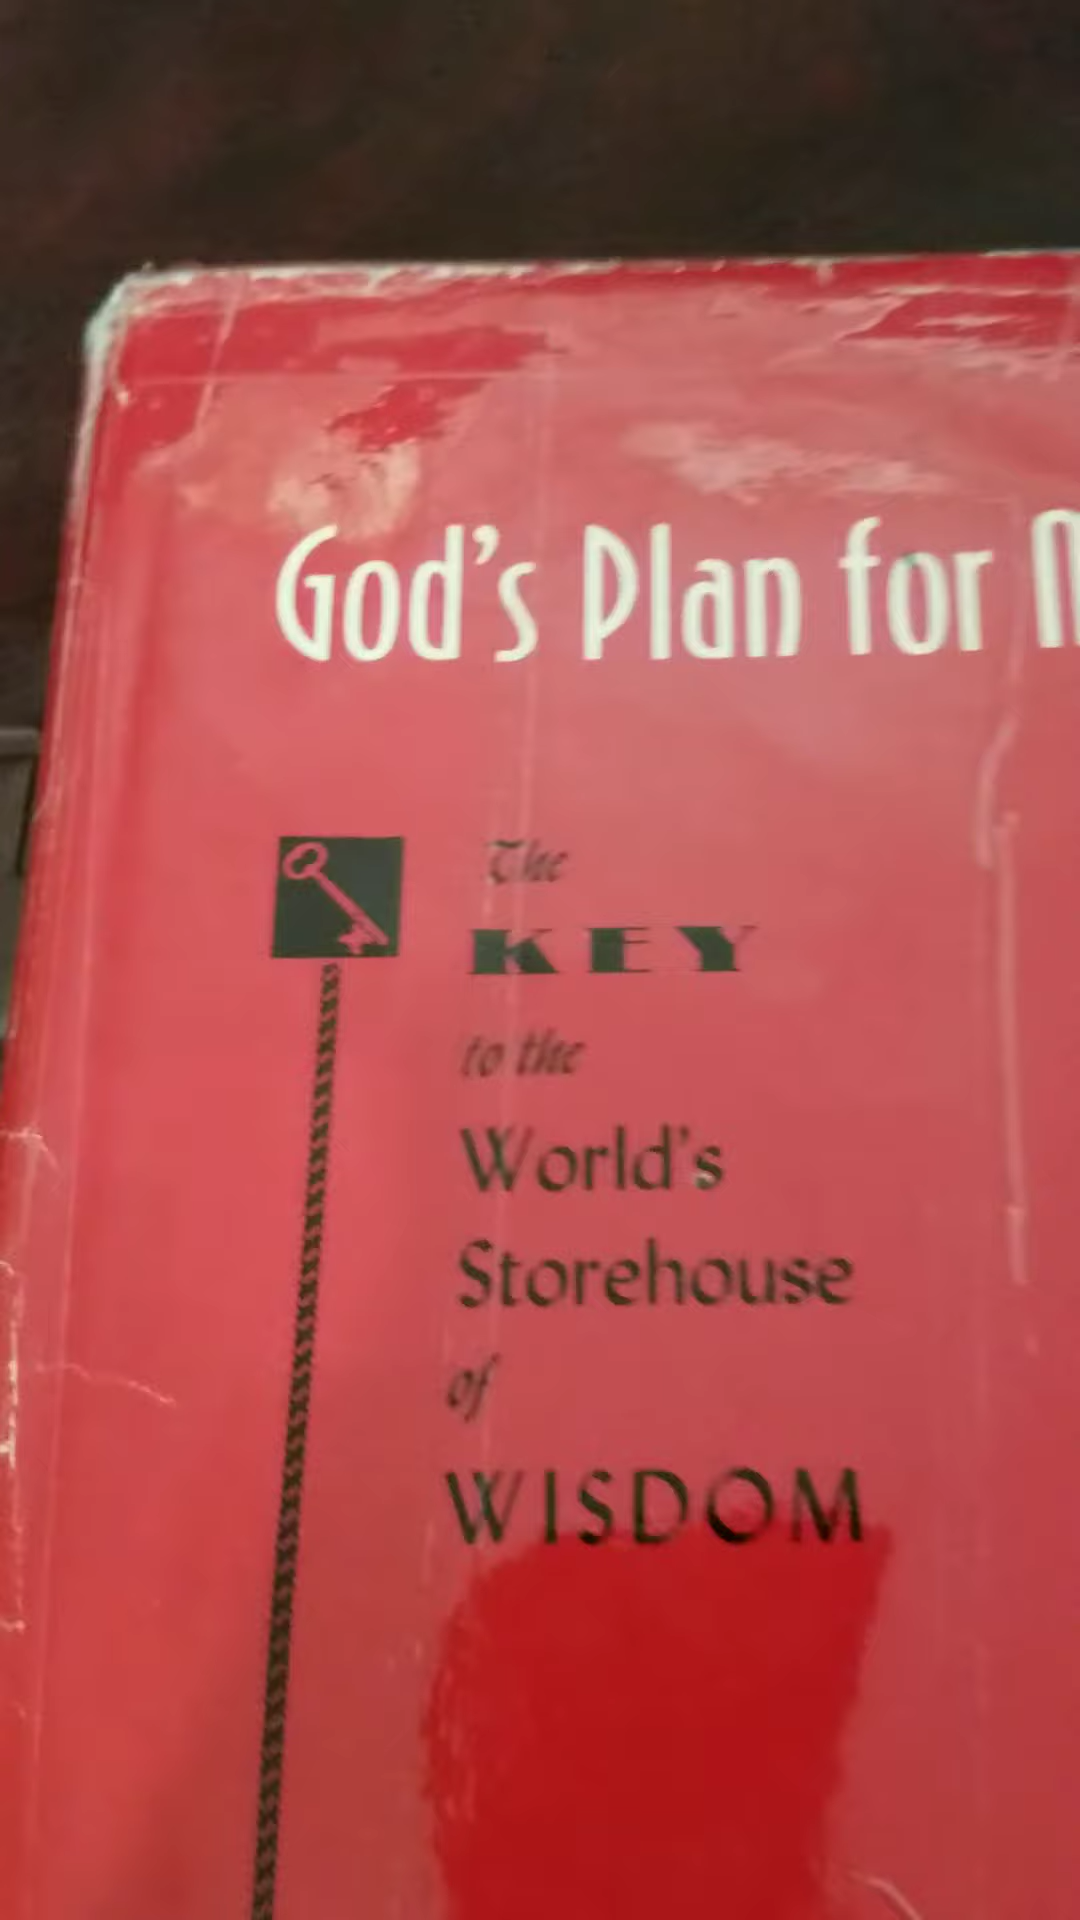 God's Plan for
The
KEY
to the
World's
Storehouse
of
WISDOM